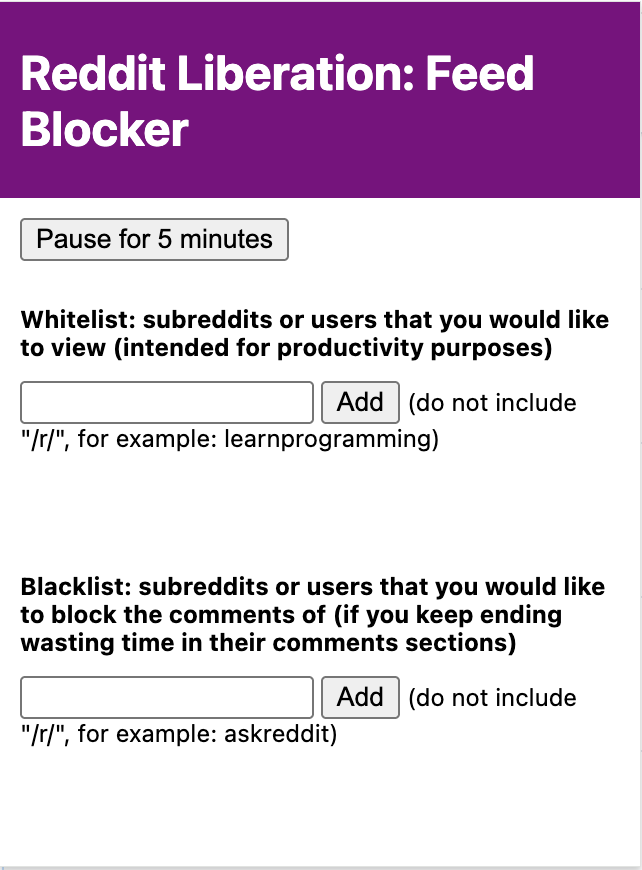 Reddit Liberation: Feed
Blocker
Pause for 5 minutes
Whitelist: subreddits or users that you would like
to view (intended for productivity purposes)
Add (do not include
"/r/", for example: learnprogramming)
Blacklist: subreddits or users that you would like
to block the comments of (if you keep ending
wasting time in their comments sections)
Add (do not include
"/r/", for example: askreddit)